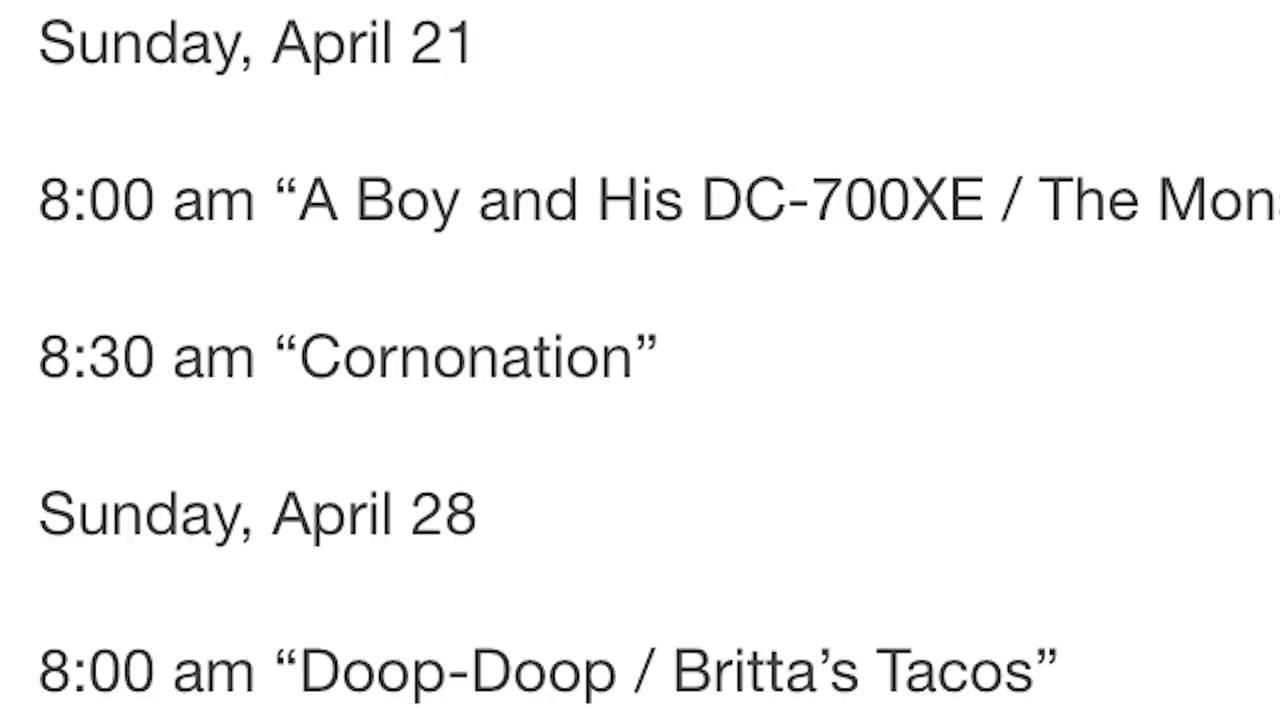 Sunday, April 21
8:00 am “A Boy and His DC-700XE / The Mon
8:30 am “Cornonation”
Sunday, April 28
8:00 am “Doop-Doop / Britta’s Tacos”